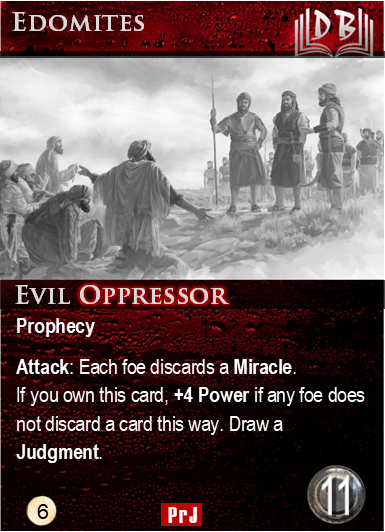 Edomites
DB
Evil Oppressor
Prophecy
Attack: Each foe discards a Miracle.
If you own this card, +4 Power if any foe does
not discard a card this way. Draw a
Judgment.
6
PrJ
11